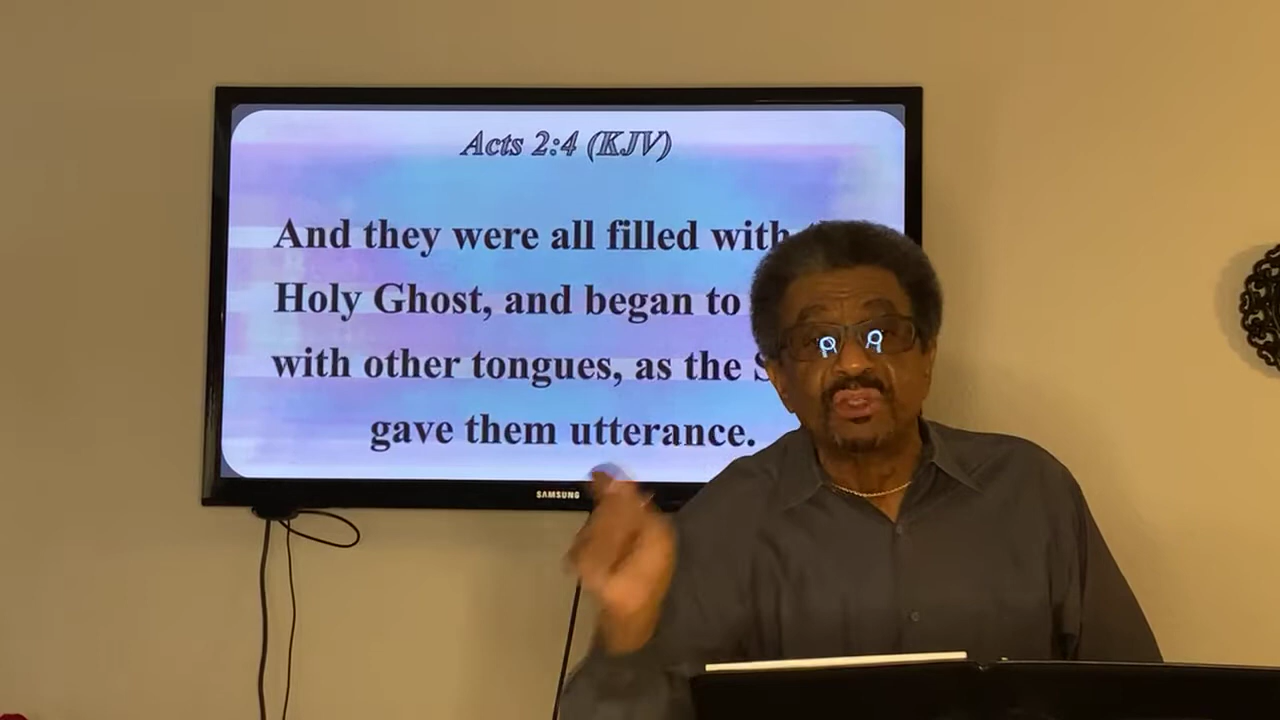 Acts 2:4 (KJV)
And they were all filled with
Holy Ghost, and began to
with other tongues, as the
gave them utterance.
SAMSUNG